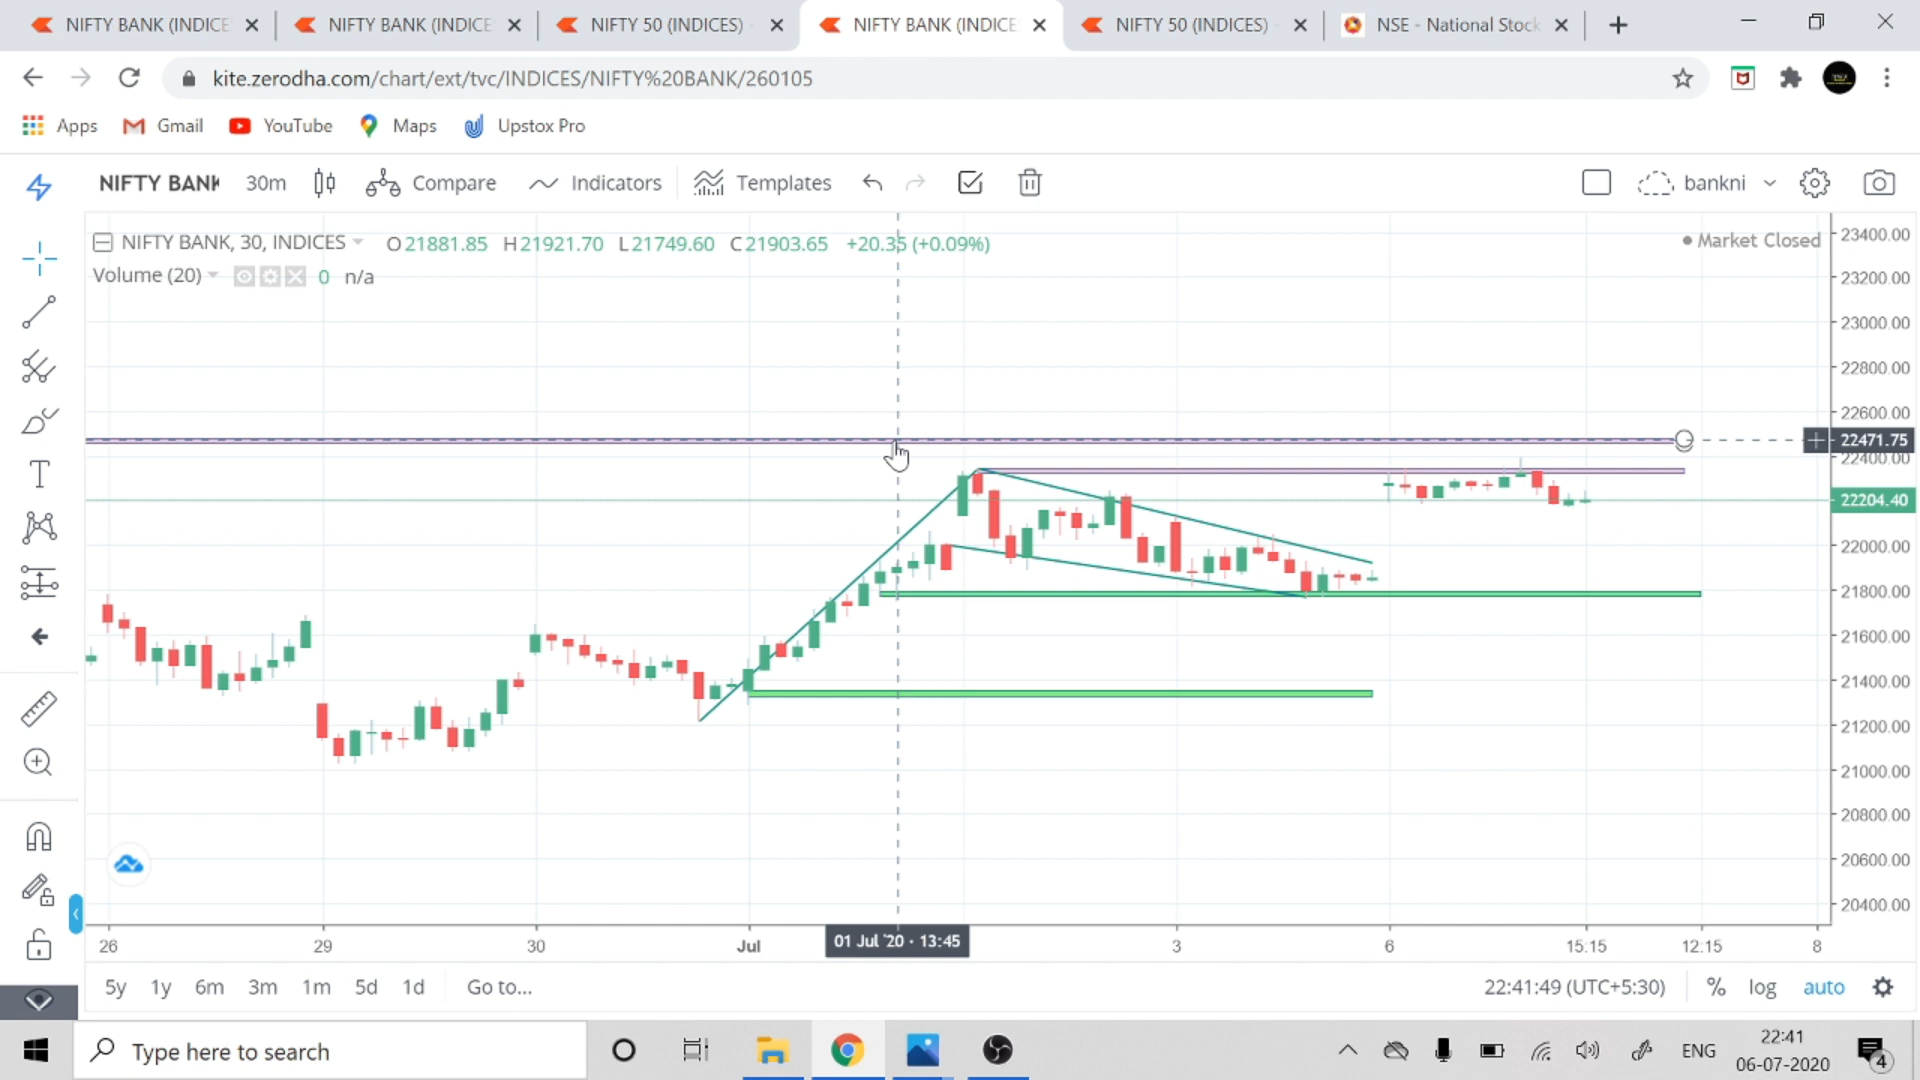 NIFTY BANK (INDICE
NIFTY BANK (INDICE
NIFTY 50 (INDICES)
NIFTY BANK (INDICE
NIFTY 50 (INDICES)
NSE - National Stock
kite.zerodha.com/chart/ext/tvc/INDICES/NIFTY%20BANK/260105
Apps
Gmail
YouTube
Maps
Upstox Pro
NIFTY BANK
30m
Compare
Indicators
Templates
bankni
NIFTY BANK, 30, INDICES
O21881.85 H21921.70 L21749.60 C21903.65 +20.35 (+0.09%)
Market Closed
Volume (20)
0 n/a
23400.00
23200.00
23000.00
22800.00
22600.00
22471.75
22400.00
22204.40
22000.00
21800.00
21600.00
21400.00
21200.00
21000.00
20800.00
20600.00
20400.00
26 29 30 Jul 01 Jul '20 · 13:45 3 6 15:15 12:15 8
5y 1y 6m 3m 1m 5d 1d Go to...
22:41:49 (UTC+5:30) % log auto
Type here to search
ENG
22:41
06-07-2020
4